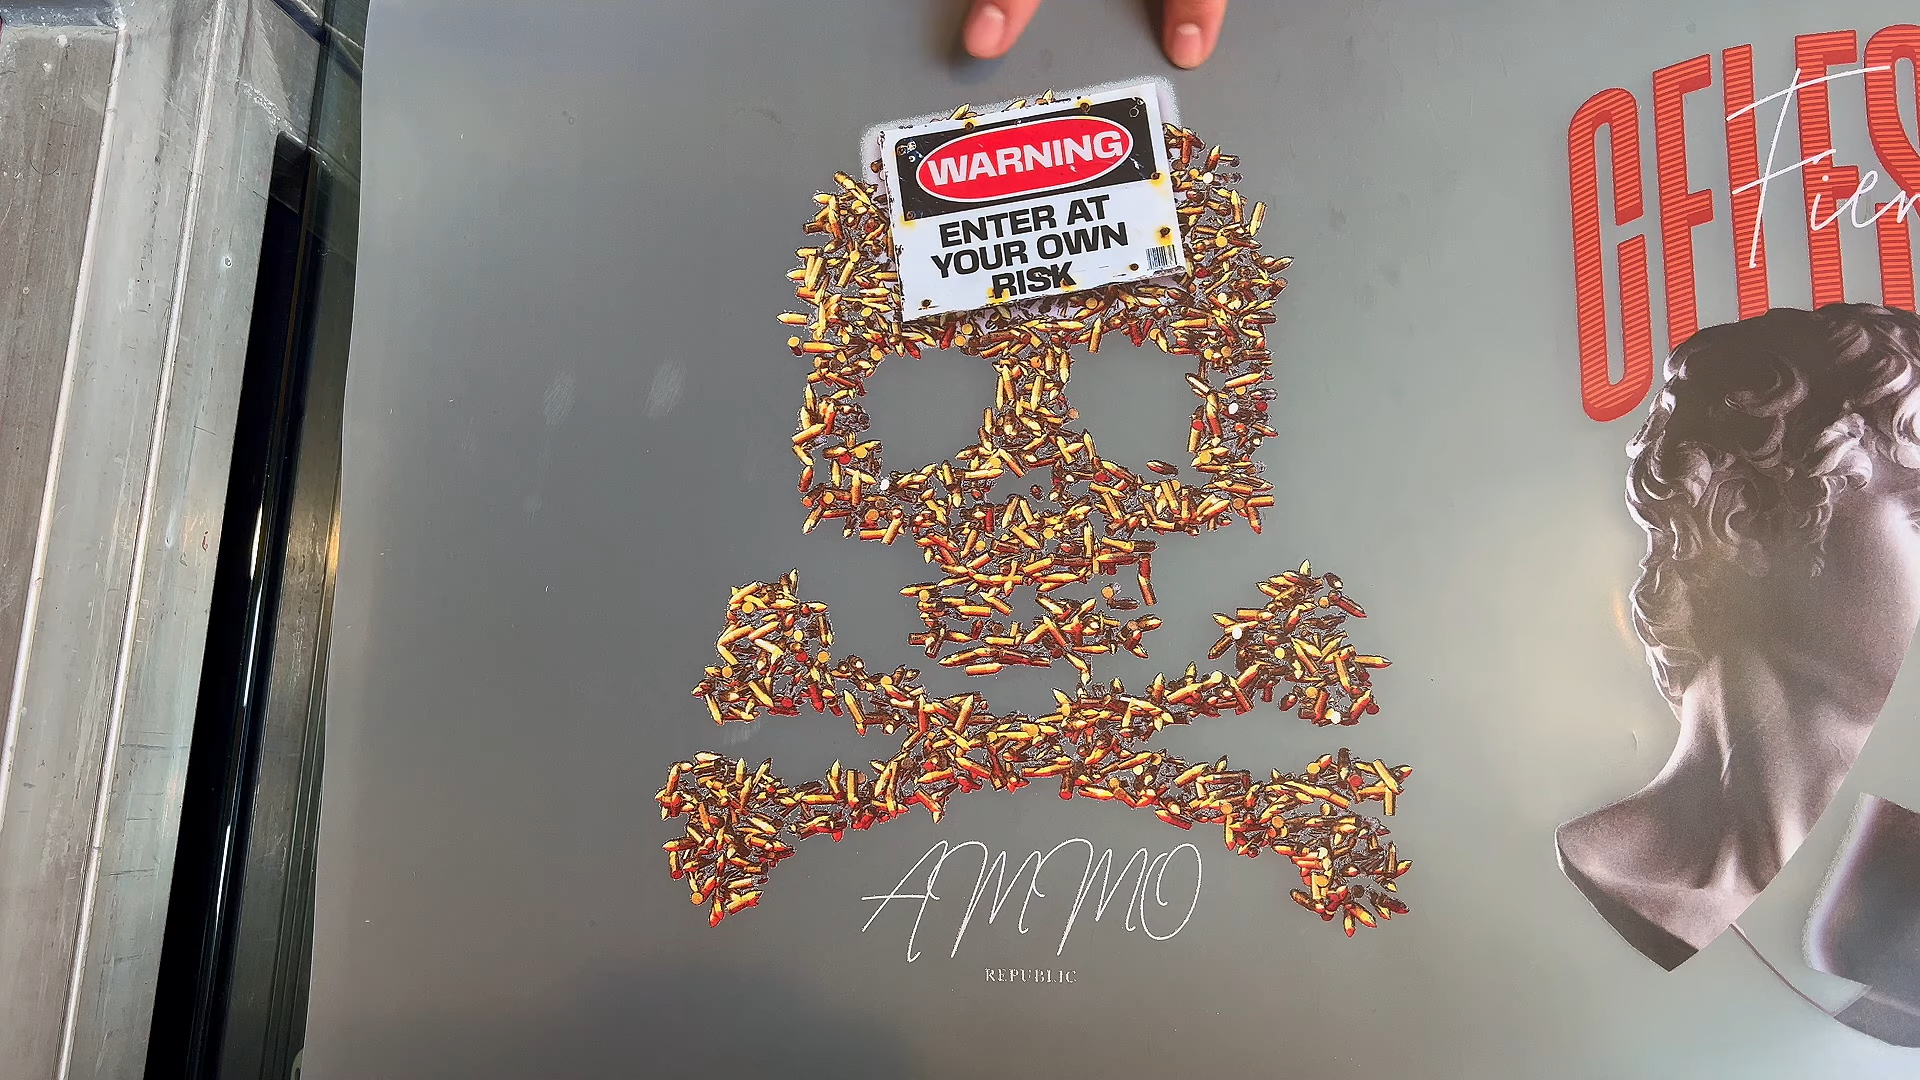 WARNING
ENTER AT
YOUR OWN
RISK
AMMO
REPUBLIC